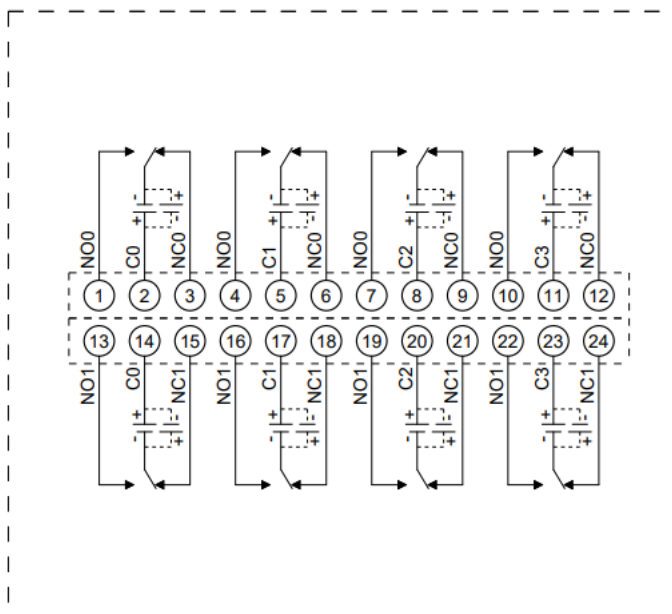 - + - + - + - +
+ - + - + - + -
NO0 C0 NC0 NO0 C1 NC0 NO0 C2 NC0 NO0 C3 NC0
1 2 3 4 5 6 7 8 9 10 11 12
13 14 15 16 17 18 19 20 21 22 23 24
NO1 C0 NC1 NO1 C1 NC1 NO1 C2 NC1 NO1 C3 NC1
+ - + - + - + -
- + - + - + - +